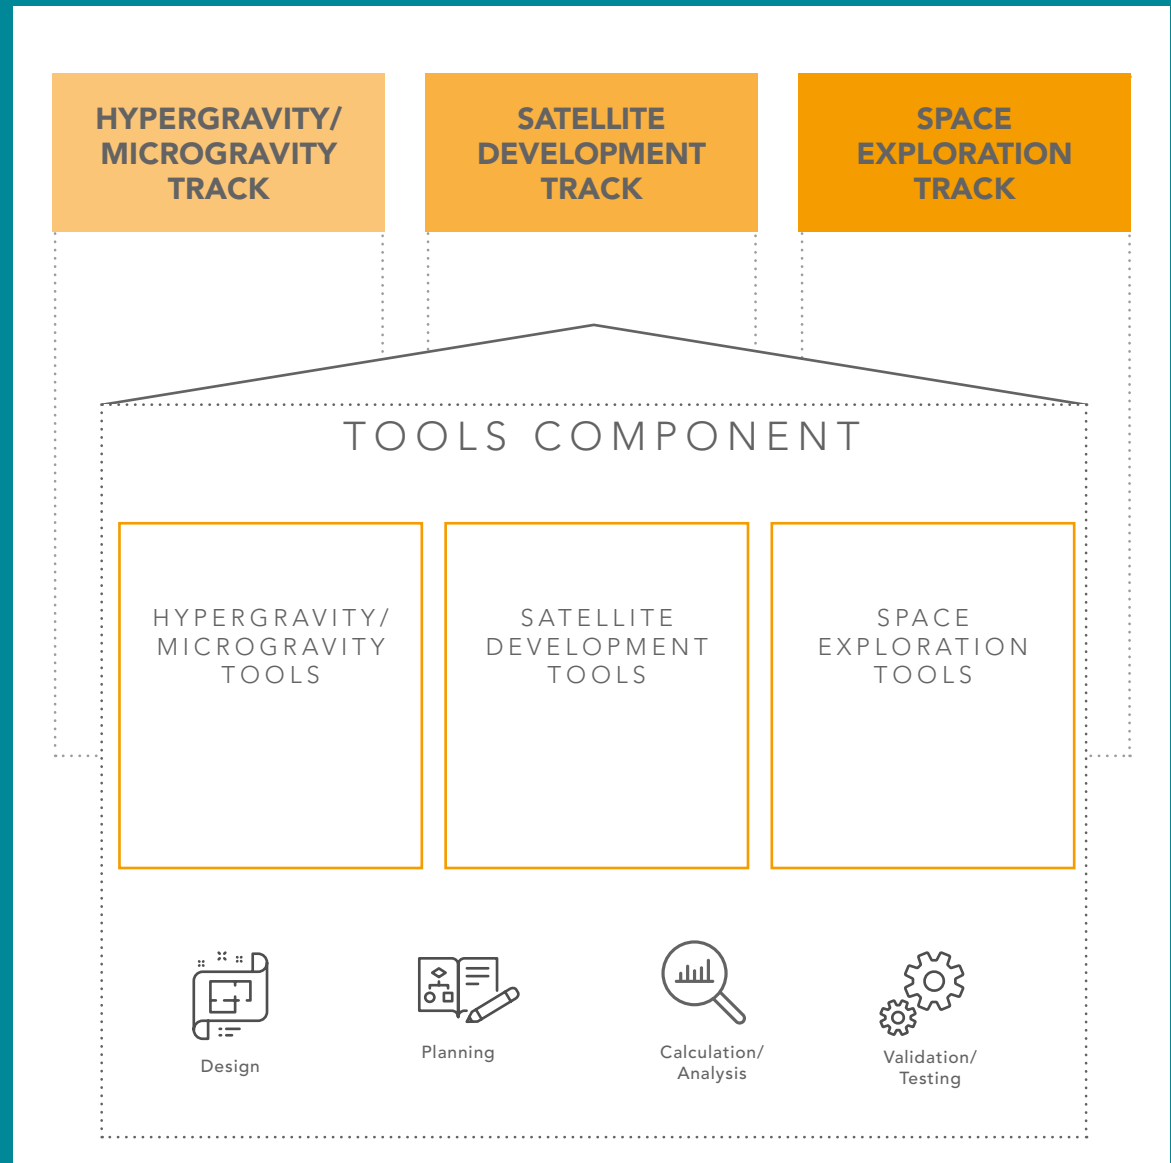 HYPERGRAVITY/
MICROGRAVITY
TRACK
SATELLITE
DEVELOPMENT
TRACK
SPACE
EXPLORATION
TRACK
TOOLS COMPONENT
HYPERGRAVITY/
MICROGRAVITY
TOOLS
SATELLITE
DEVELOPMENT
TOOLS
SPACE
EXPLORATION
TOOLS
Design
Planning
Calculation/
Analysis
Validation/
Testing